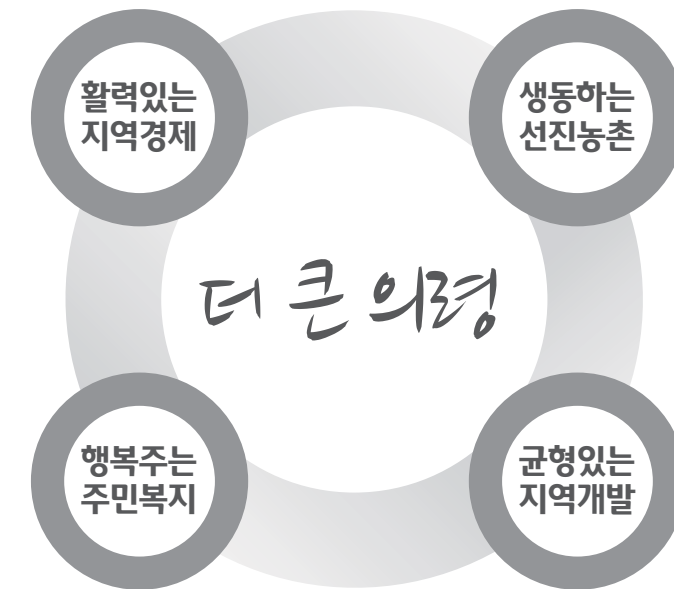 활력있는
지역경제
생동하는
선진농촌
더 큰 의령
행복주는
주민복지
균형있는
지역개발